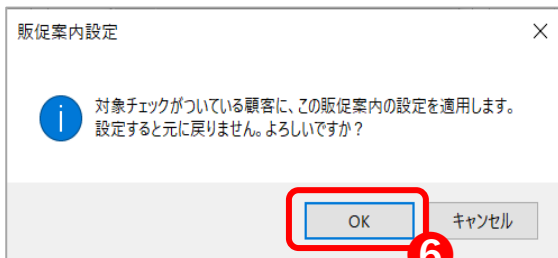 販促案内設定
対象チェックがついている顧客に、この販促案内の設定を適用します。
設定すると元に戻りません。よろしいですか？
OK
キャンセル
6